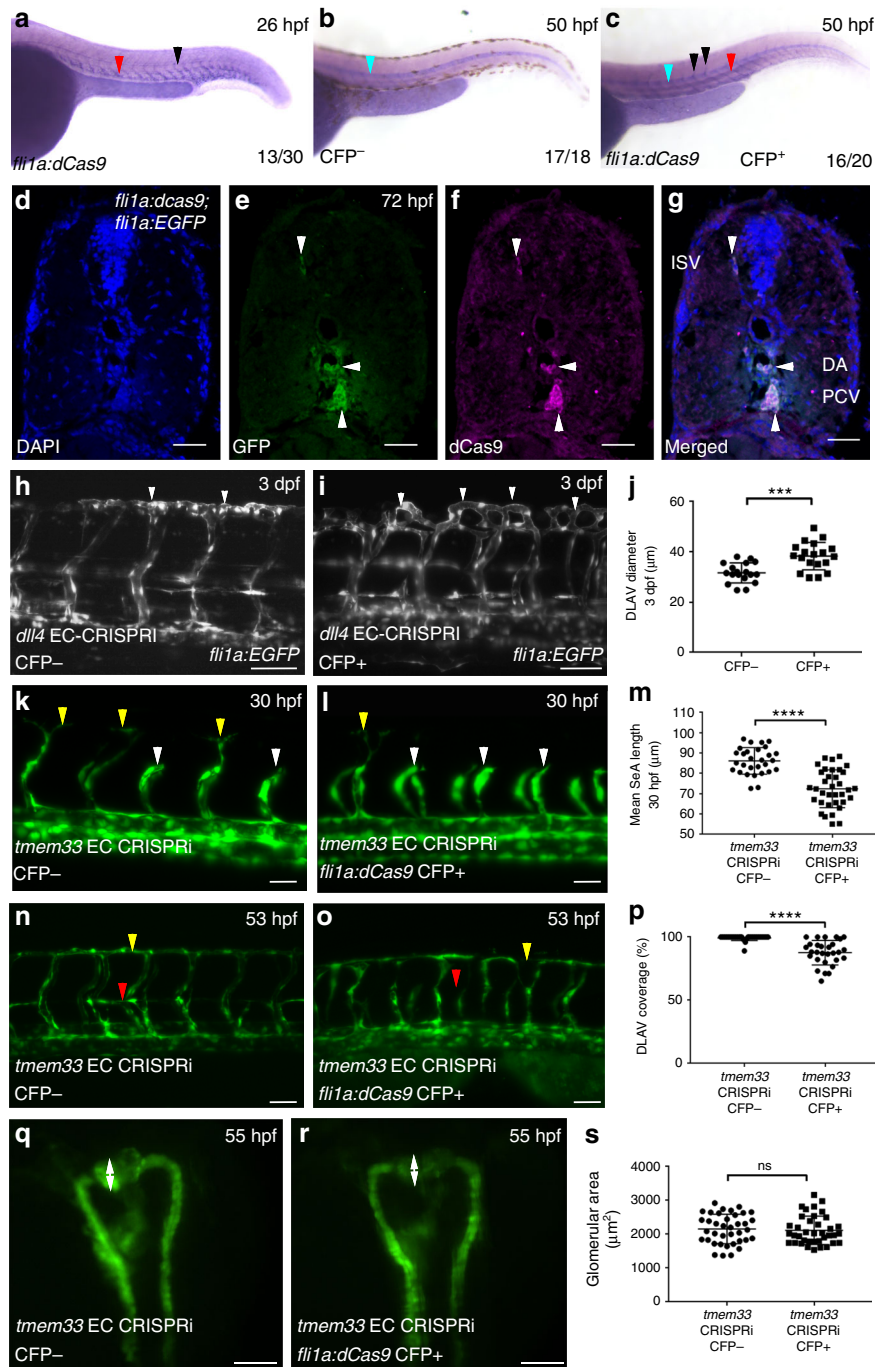 a
26 hpf
fli1a:dCas9
13/30
b
50 hpf
CFP–
17/18
c
50 hpf
fli1a:dCas9
CFP+
16/20
d
fli1a:dcas9;
fli1a:EGFP
DAPI
e
72 hpf
GFP
f
dCas9
g
ISV
DA
PCV
Merged
h
3 dpf
dll4 EC-CRISPRI
CFP–
fli1a:EGFP
i
3 dpf
dll4 EC-CRISPRI
CFP+
fli1a:EGFP
j
***
60
40
20
0
DLAV diameter
3 dpf (μm)
CFP–
CFP+
k
30 hpf
tmem33 EC CRISPRi
CFP–
l
30 hpf
tmem33 EC CRISPRi
fli1a:dCas9 CFP+
m
****
110
100
90
80
70
60
50
Mean SeA length
30 hpf (μm)
tmem33
CRISPRi
CFP–
tmem33
CRISPRi
CFP+
n
53 hpf
tmem33 EC CRISPRi
CFP–
o
53 hpf
tmem33 EC CRISPRi
fli1a:dCas9 CFP+
p
****
100
50
0
DLAV coverage (%)
tmem33
CRISPRi
CFP–
tmem33
CRISPRi
CFP+
q
55 hpf
tmem33 EC CRISPRi
CFP–
r
55 hpf
tmem33 EC CRISPRi
fli1a:dCas9 CFP+
s
ns
4000
3000
2000
1000
0
Glomerular area
(μm²)
tmem33
CRISPRi
CFP–
tmem33
CRISPRi
CFP+